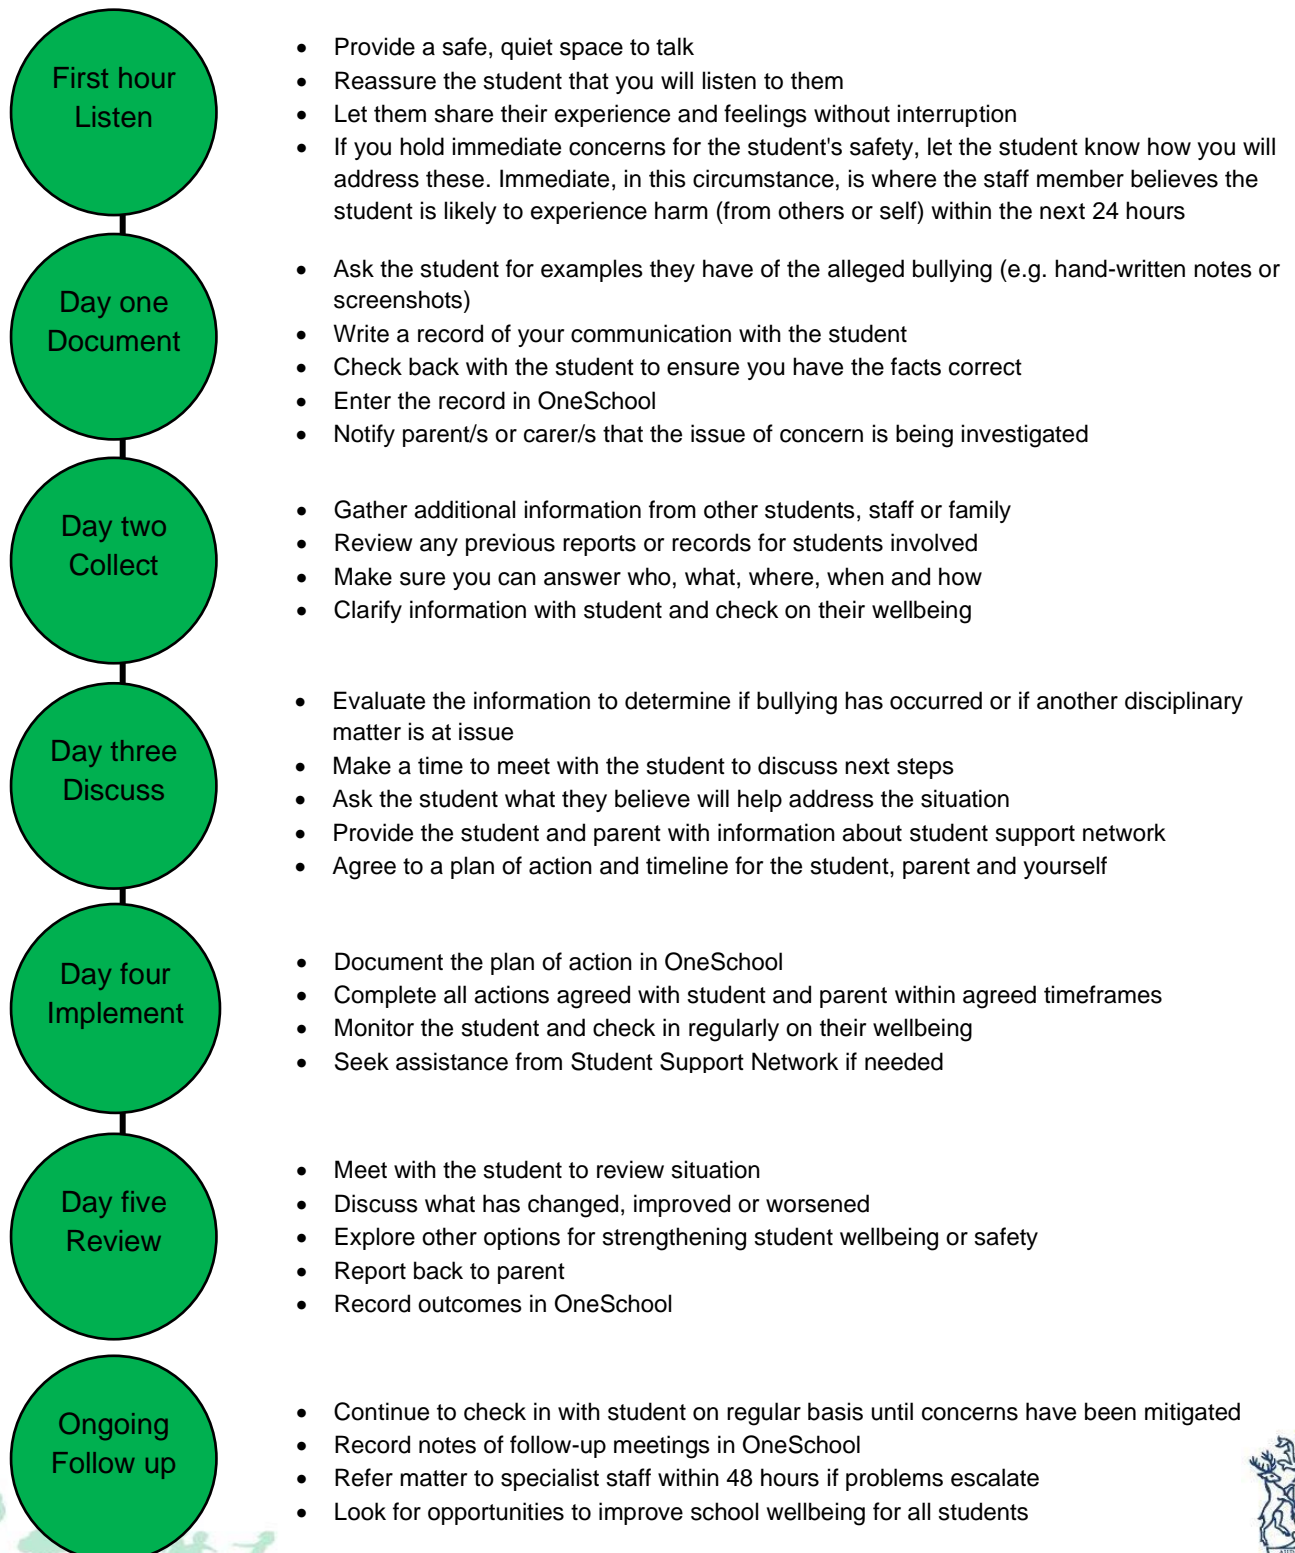 First hour
Listen
• Provide a safe, quiet space to talk
• Reassure the student that you will listen to them
• Let them share their experience and feelings without interruption
• If you hold immediate concerns for the student's safety, let the student know how you will
address these. Immediate, in this circumstance, is where the staff member believes the
student is likely to experience harm (from others or self) within the next 24 hours
Day one
Document
• Ask the student for examples they have of the alleged bullying (e.g. hand-written notes or
screenshots)
• Write a record of your communication with the student
• Check back with the student to ensure you have the facts correct
• Enter the record in OneSchool
• Notify parent/s or carer/s that the issue of concern is being investigated
Day two
Collect
• Gather additional information from other students, staff or family
• Review any previous reports or records for students involved
• Make sure you can answer who, what, where, when and how
• Clarify information with student and check on their wellbeing
Day three
Discuss
• Evaluate the information to determine if bullying has occurred or if another disciplinary
matter is at issue
• Make a time to meet with the student to discuss next steps
• Ask the student what they believe will help address the situation
• Provide the student and parent with information about student support network
• Agree to a plan of action and timeline for the student, parent and yourself
Day four
Implement
• Document the plan of action in OneSchool
• Complete all actions agreed with student and parent within agreed timeframes
• Monitor the student and check in regularly on their wellbeing
• Seek assistance from Student Support Network if needed
Day five
Review
• Meet with the student to review situation
• Discuss what has changed, improved or worsened
• Explore other options for strengthening student wellbeing or safety
• Report back to parent
• Record outcomes in OneSchool
Ongoing
Follow up
• Continue to check in with student on regular basis until concerns have been mitigated
• Record notes of follow-up meetings in OneSchool
• Refer matter to specialist staff within 48 hours if problems escalate
• Look for opportunities to improve school wellbeing for all students